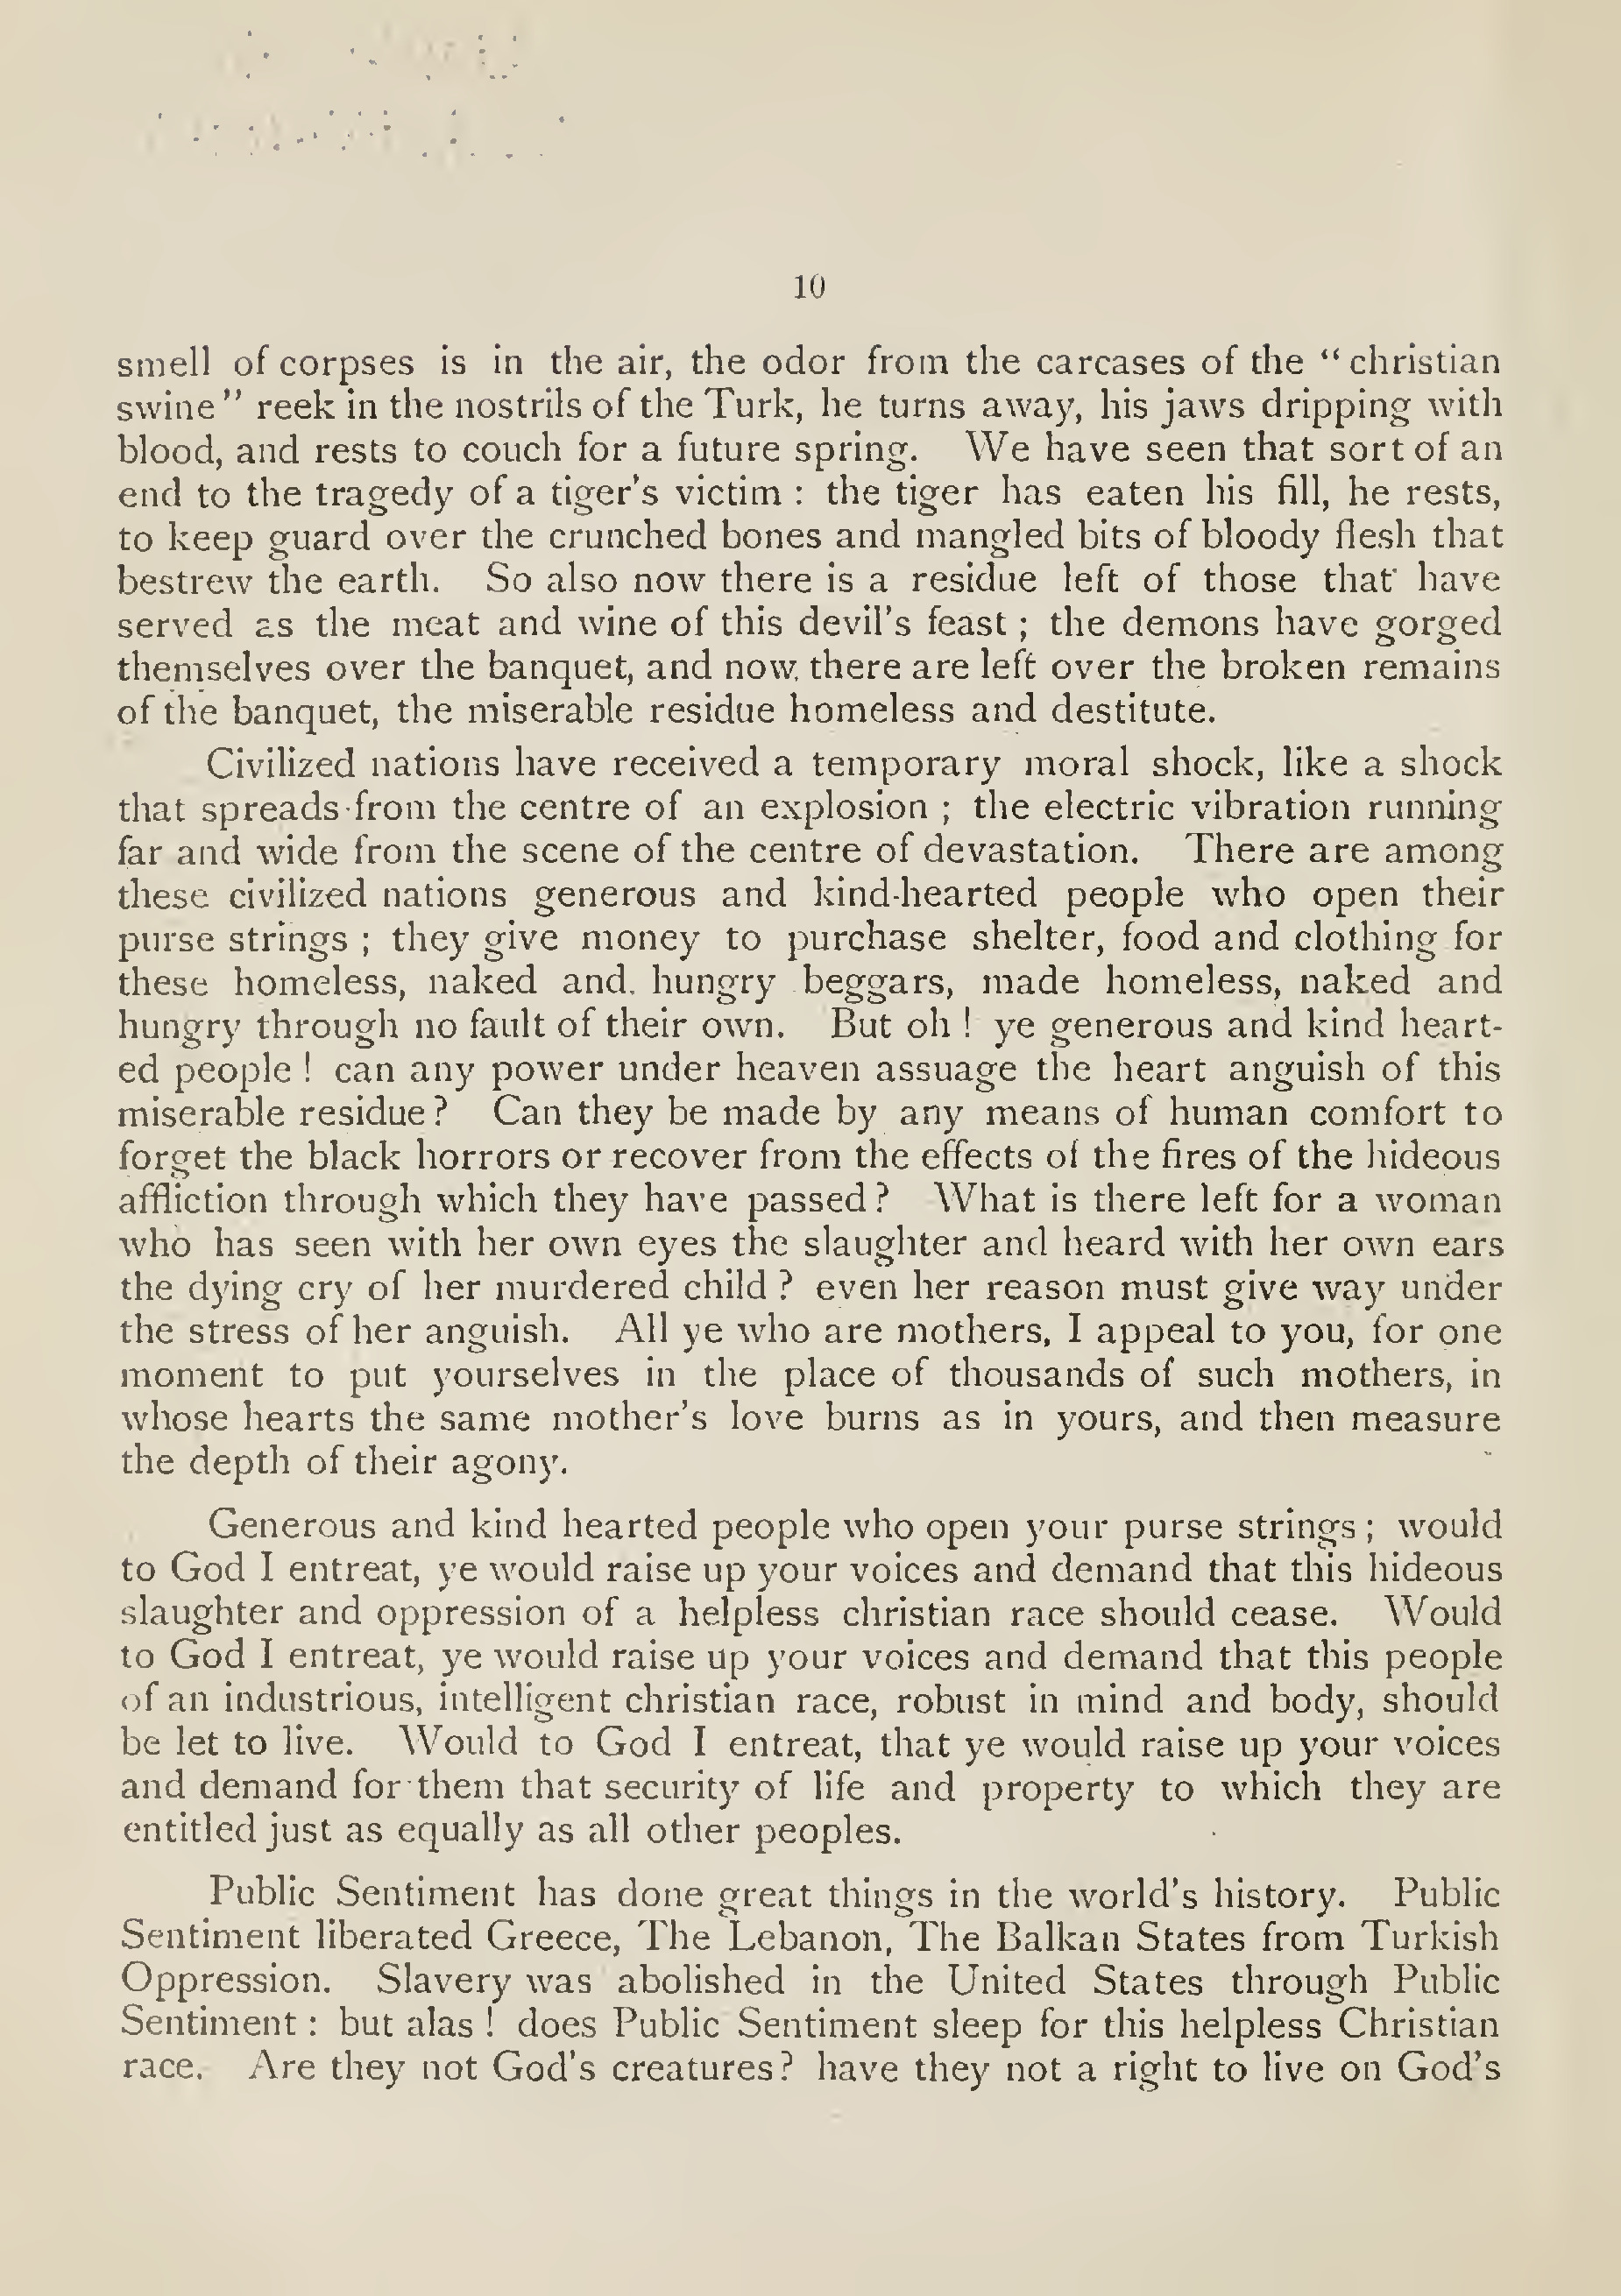 10
smell of corpses is in the air, the odor from the carcases of the “christian
swine” reek in the nostrils of the Turk, he turns away, his jaws dripping with
blood, and rests to couch for a future spring. We have seen that sort of an
end to the tragedy of a tiger's victim : the tiger has eaten his fill, he rests,
to keep guard over the crunched bones and mangled bits of bloody flesh that
bestrew the earth. So also now there is a residue left of those that have
served as the meat and wine of this devil's feast ; the demons have gorged
themselves over the banquet, and now, there are left over the broken remains
of the banquet, the miserable residue homeless and destitute.
Civilized nations have received a temporary moral shock, like a shock
that spreads from the centre of an explosion ; the electric vibration running
far and wide from the scene of the centre of devastation. There are among
these civilized nations generous and kind-hearted people who open their
purse strings ; they give money to purchase shelter, food and clothing for
these homeless, naked and hungry beggars, made homeless, naked and
hungry through no fault of their own. But oh ! ye generous and kind heart-
ed people ! can any power under heaven assuage the heart anguish of this
miserable residue ? Can they be made by any means of human comfort to
forget the black horrors or recover from the effects of the fires of the hideous
affliction through which they have passed ? What is there left for a woman
who has seen with her own eyes the slaughter and heard with her own ears
the dying cry of her murdered child ? even her reason must give way under
the stress of her anguish. All ye who are mothers, I appeal to you, for one
moment to put yourselves in the place of thousands of such mothers, in
whose hearts the same mother's love burns as in yours, and then measure
the depth of their agony.
Generous and kind hearted people who open your purse strings ; would
to God I entreat, ye would raise up your voices and demand that this hideous
slaughter and oppression of a helpless christian race should cease. Would
to God I entreat, ye would raise up your voices and demand that this people
of an industrious, intelligent christian race, robust in mind and body, should
be let to live. Would to God I entreat, that ye would raise up your voices
and demand for them that security of life and property to which they are
entitled just as equally as all other peoples.
Public Sentiment has done great things in the world's history. Public
Sentiment liberated Greece, The Lebanon, The Balkan States from Turkish
Oppression. Slavery was abolished in the United States through Public
Sentiment : but alas ! does Public Sentiment sleep for this helpless Christian
race. Are they not God's creatures ? have they not a right to live on God's